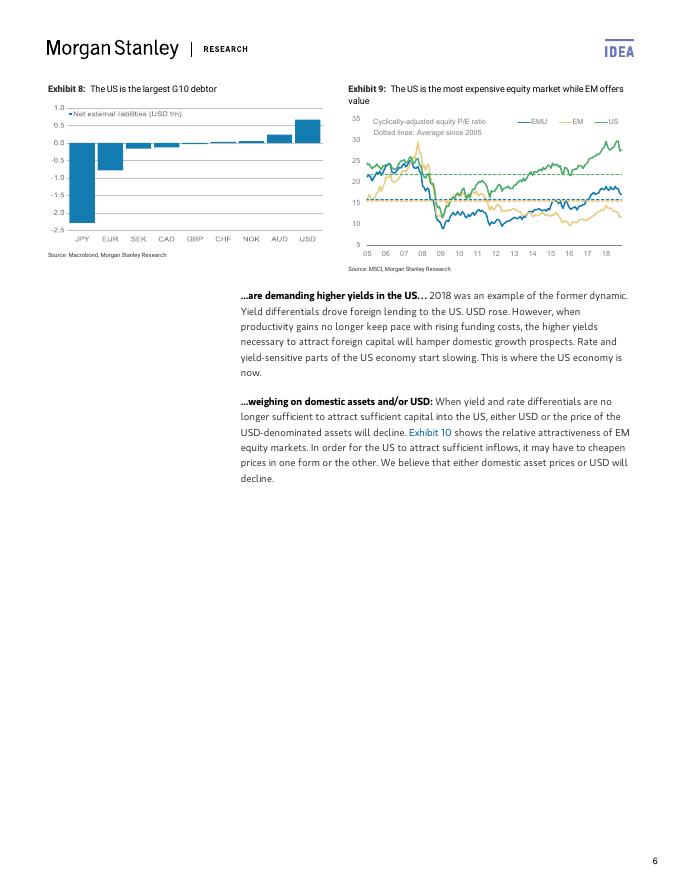 Morgan Stanley | RESEARCH
IDEA
Exhibit 8: The US is the largest G10 debtor
Net external liabilities (USD trn)
1.0
0.5
0.0
-0.5
-1.0
-1.5
-2.0
-2.5
JPY EUR SEK CAD GBP CHF NOK AUD USD
Source: Macrobond, Morgan Stanley Research
Exhibit 9: The US is the most expensive equity market while EM offers
value
Cyclically-adjusted equity P/E ratio
Dotted lines: Average since 2005
EMU EM US
35
30
25
20
15
10
5
05 06 07 08 09 10 11 12 13 14 15 16 17 18
Source: MSCI, Morgan Stanley Research
...are demanding higher yields in the US... 2018 was an example of the former dynamic.
Yield differentials drove foreign lending to the US. USD rose. However, when
productivity gains no longer keep pace with rising funding costs, the higher yields
necessary to attract foreign capital will hamper domestic growth prospects. Rate and
yield-sensitive parts of the US economy start slowing. This is where the US economy is
now.
...weighing on domestic assets and/or USD: When yield and rate differentials are no
longer sufficient to attract sufficient capital into the US, either USD or the price of the
USD-denominated assets will decline. Exhibit 10 shows the relative attractiveness of EM
equity markets. In order for the US to attract sufficient inflows, it may have to cheapen
prices in one form or the other. We believe that either domestic asset prices or USD will
decline.
6